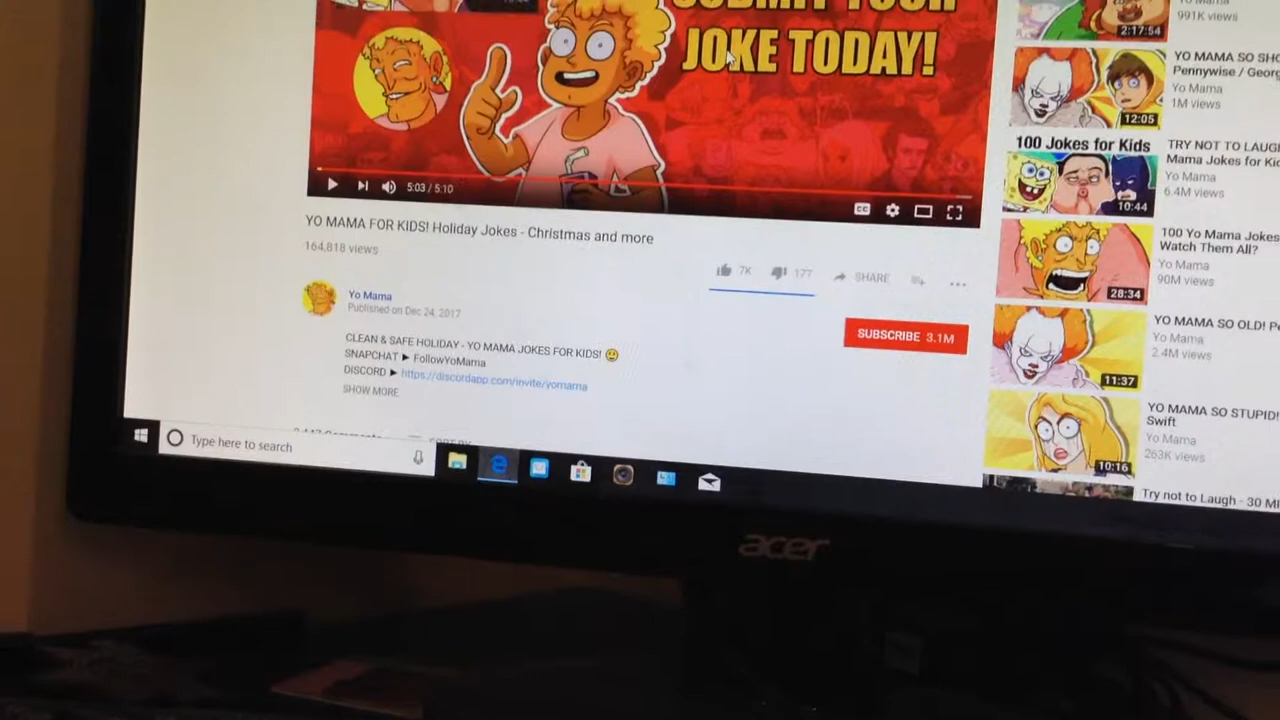 SUBMIT YOUR
JOKE TODAY!
5:03 / 5:10
CC
YO MAMA FOR KIDS! Holiday Jokes - Christmas and more
164,818 views
7K
177
SHARE
Yo Mama
Published on Dec 24, 2017
SUBSCRIBE 3.1M
CLEAN & SAFE HOLIDAY - YO MAMA JOKES FOR KIDS!
SNAPCHAT ► FollowYoMama
DISCORD ► https://discordapp.com/invite/yomama
SHOW MORE
991K views
2:17:54
YO MAMA SO SHO
Pennywise / Georg
Yo Mama
1M views
12:05
100 Jokes for Kids
TRY NOT TO LAUG
Mama Jokes for Kid
Yo Mama
6.4M views
10:44
100 Yo Mama Jokes
Watch Them All?
Yo Mama
90M views
28:34
YO MAMA SO OLD! Pe
Yo Mama
2.4M views
11:37
YO MAMA SO STUPID!
Swift
Yo Mama
263K views
10:16
Try not to Laugh - 30 MI
Type here to search
acer